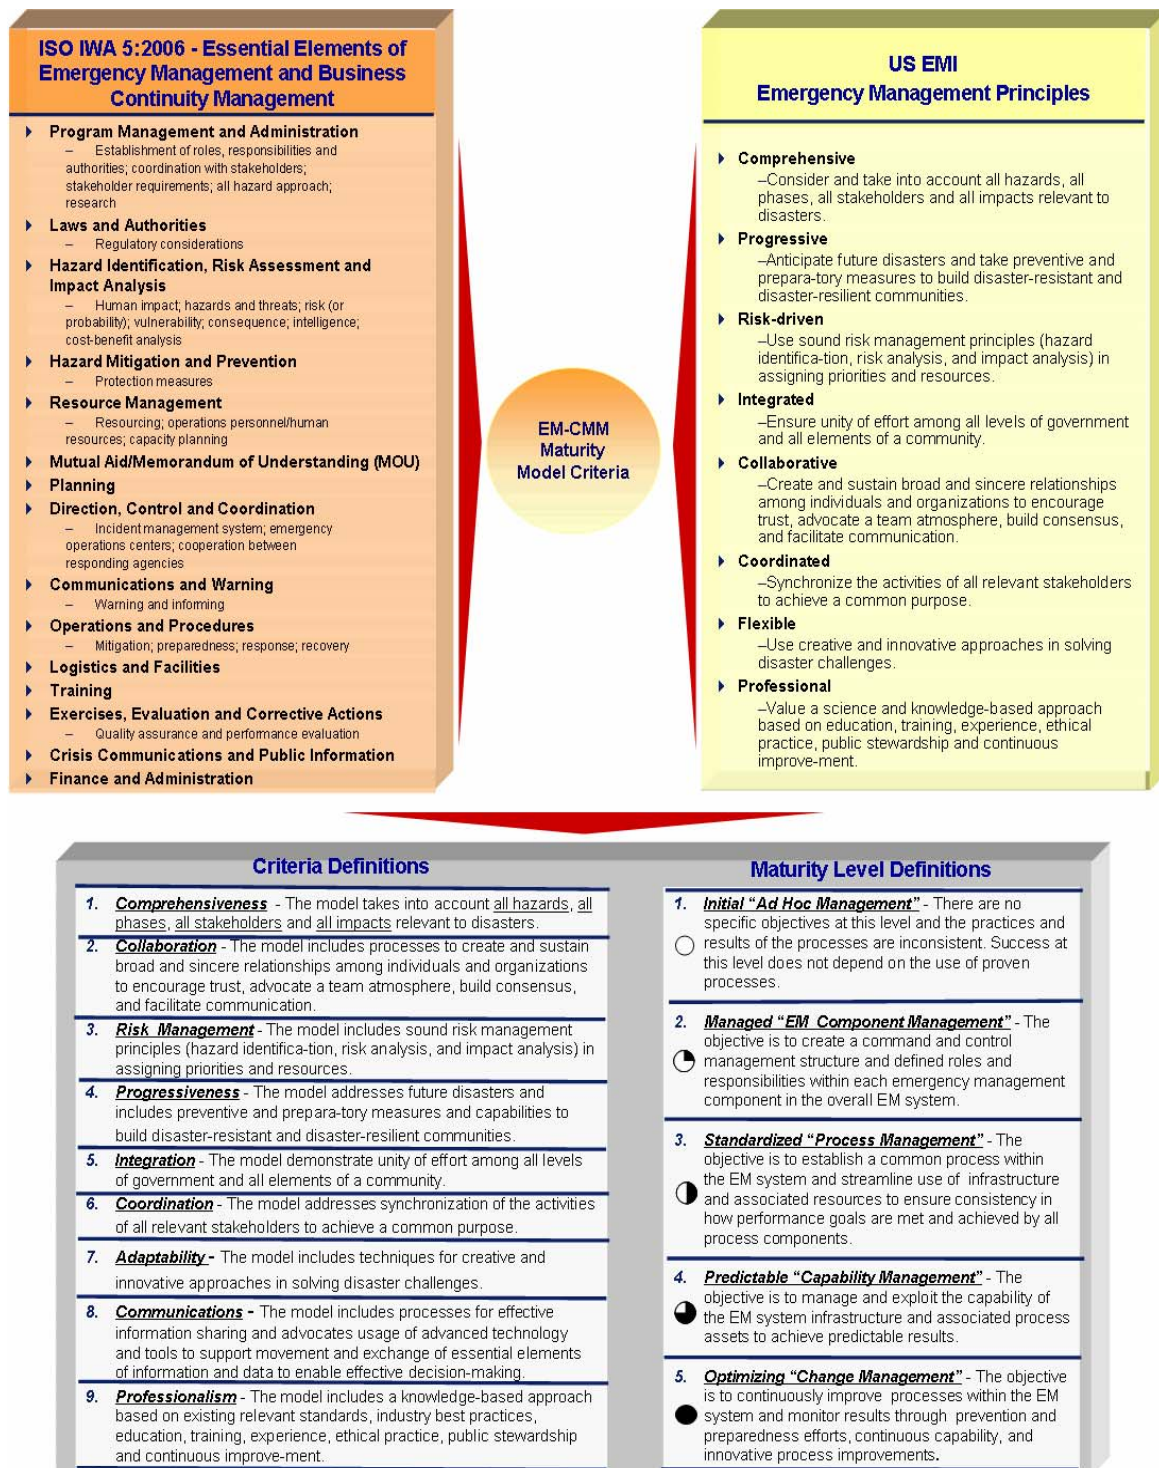 ISO IWA 5:2006 - Essential Elements of
Emergency Management and Business
Continuity Management
Program Management and Administration
– Establishment of roles, responsibilities and
authorities; coordination with stakeholders;
stakeholder requirements; all hazard approach;
research
Laws and Authorities
– Regulatory considerations
Hazard Identification, Risk Assessment and
Impact Analysis
– Human impact; hazards and threats; risk (or
probability); vulnerability; consequence; intelligence;
cost-benefit analysis
Hazard Mitigation and Prevention
– Protection measures
Resource Management
– Resourcing; operations personnel/human
resources; capacity planning
Mutual Aid/Memorandum of Understanding (MOU)
Planning
Direction, Control and Coordination
– Incident management system; emergency
operations centers; cooperation between
responding agencies
Communications and Warning
– Warning and informing
Operations and Procedures
– Mitigation; preparedness; response; recovery
Logistics and Facilities
Training
Exercises, Evaluation and Corrective Actions
– Quality assurance and performance evaluation
Crisis Communications and Public Information
Finance and Administration
EM-CMM
Maturity
Model Criteria
US EMI
Emergency Management Principles
Comprehensive
–Consider and take into account all hazards, all
phases, all stakeholders and all impacts relevant to
disasters.
Progressive
–Anticipate future disasters and take preventive and
prepara-tory measures to build disaster-resistant and
disaster-resilient communities.
Risk-driven
–Use sound risk management principles (hazard
identifica-tion, risk analysis, and impact analysis) in
assigning priorities and resources.
Integrated
–Ensure unity of effort among all levels of government
and all elements of a community.
Collaborative
–Create and sustain broad and sincere relationships
among individuals and organizations to encourage
trust, advocate a team atmosphere, build consensus,
and facilitate communication.
Coordinated
–Synchronize the activities of all relevant stakeholders
to achieve a common purpose.
Flexible
–Use creative and innovative approaches in solving
disaster challenges.
Professional
–Value a science and knowledge-based approach
based on education, training, experience, ethical
practice, public stewardship and continuous
improve-ment.
Criteria Definitions
1. Comprehensiveness - The model takes into account all hazards, all
phases, all stakeholders and all impacts relevant to disasters.
2. Collaboration - The model includes processes to create and sustain
broad and sincere relationships among individuals and organizations
to encourage trust, advocate a team atmosphere, build consensus,
and facilitate communication.
3. Risk Management - The model includes sound risk management
principles (hazard identifica-tion, risk analysis, and impact analysis) in
assigning priorities and resources.
4. Progressiveness - The model addresses future disasters and
includes preventive and prepara-tory measures and capabilities to
build disaster-resistant and disaster-resilient communities.
5. Integration - The model demonstrate unity of effort among all levels
of government and all elements of a community.
6. Coordination - The model addresses synchronization of the activities
of all relevant stakeholders to achieve a common purpose.
7. Adaptability - The model includes techniques for creative and
innovative approaches in solving disaster challenges.
8. Communications - The model includes processes for effective
information sharing and advocates usage of advanced technology
and tools to support movement and exchange of essential elements
of information and data to enable effective decision-making.
9. Professionalism - The model includes a knowledge-based approach
based on existing relevant standards, industry best practices,
education, training, experience, ethical practice, public stewardship
and continuous improve-ment.
Maturity Level Definitions
1. Initial “Ad Hoc Management” - There are no
specific objectives at this level and the practices and
results of the processes are inconsistent. Success at
this level does not depend on the use of proven
processes.
2. Managed “EM Component Management” - The
objective is to create a command and control
management structure and defined roles and
responsibilities within each emergency management
component in the overall EM system.
3. Standardized “Process Management” - The
objective is to establish a common process within
the EM system and streamline use of infrastructure
and associated resources to ensure consistency in
how performance goals are met and achieved by all
process components.
4. Predictable “Capability Management” - The
objective is to manage and exploit the capability of
the EM system infrastructure and associated process
assets to achieve predictable results.
5. Optimizing “Change Management” - The objective
is to continuously improve processes within the EM
system and monitor results through prevention and
preparedness efforts, continuous capability, and
innovative process improvements.